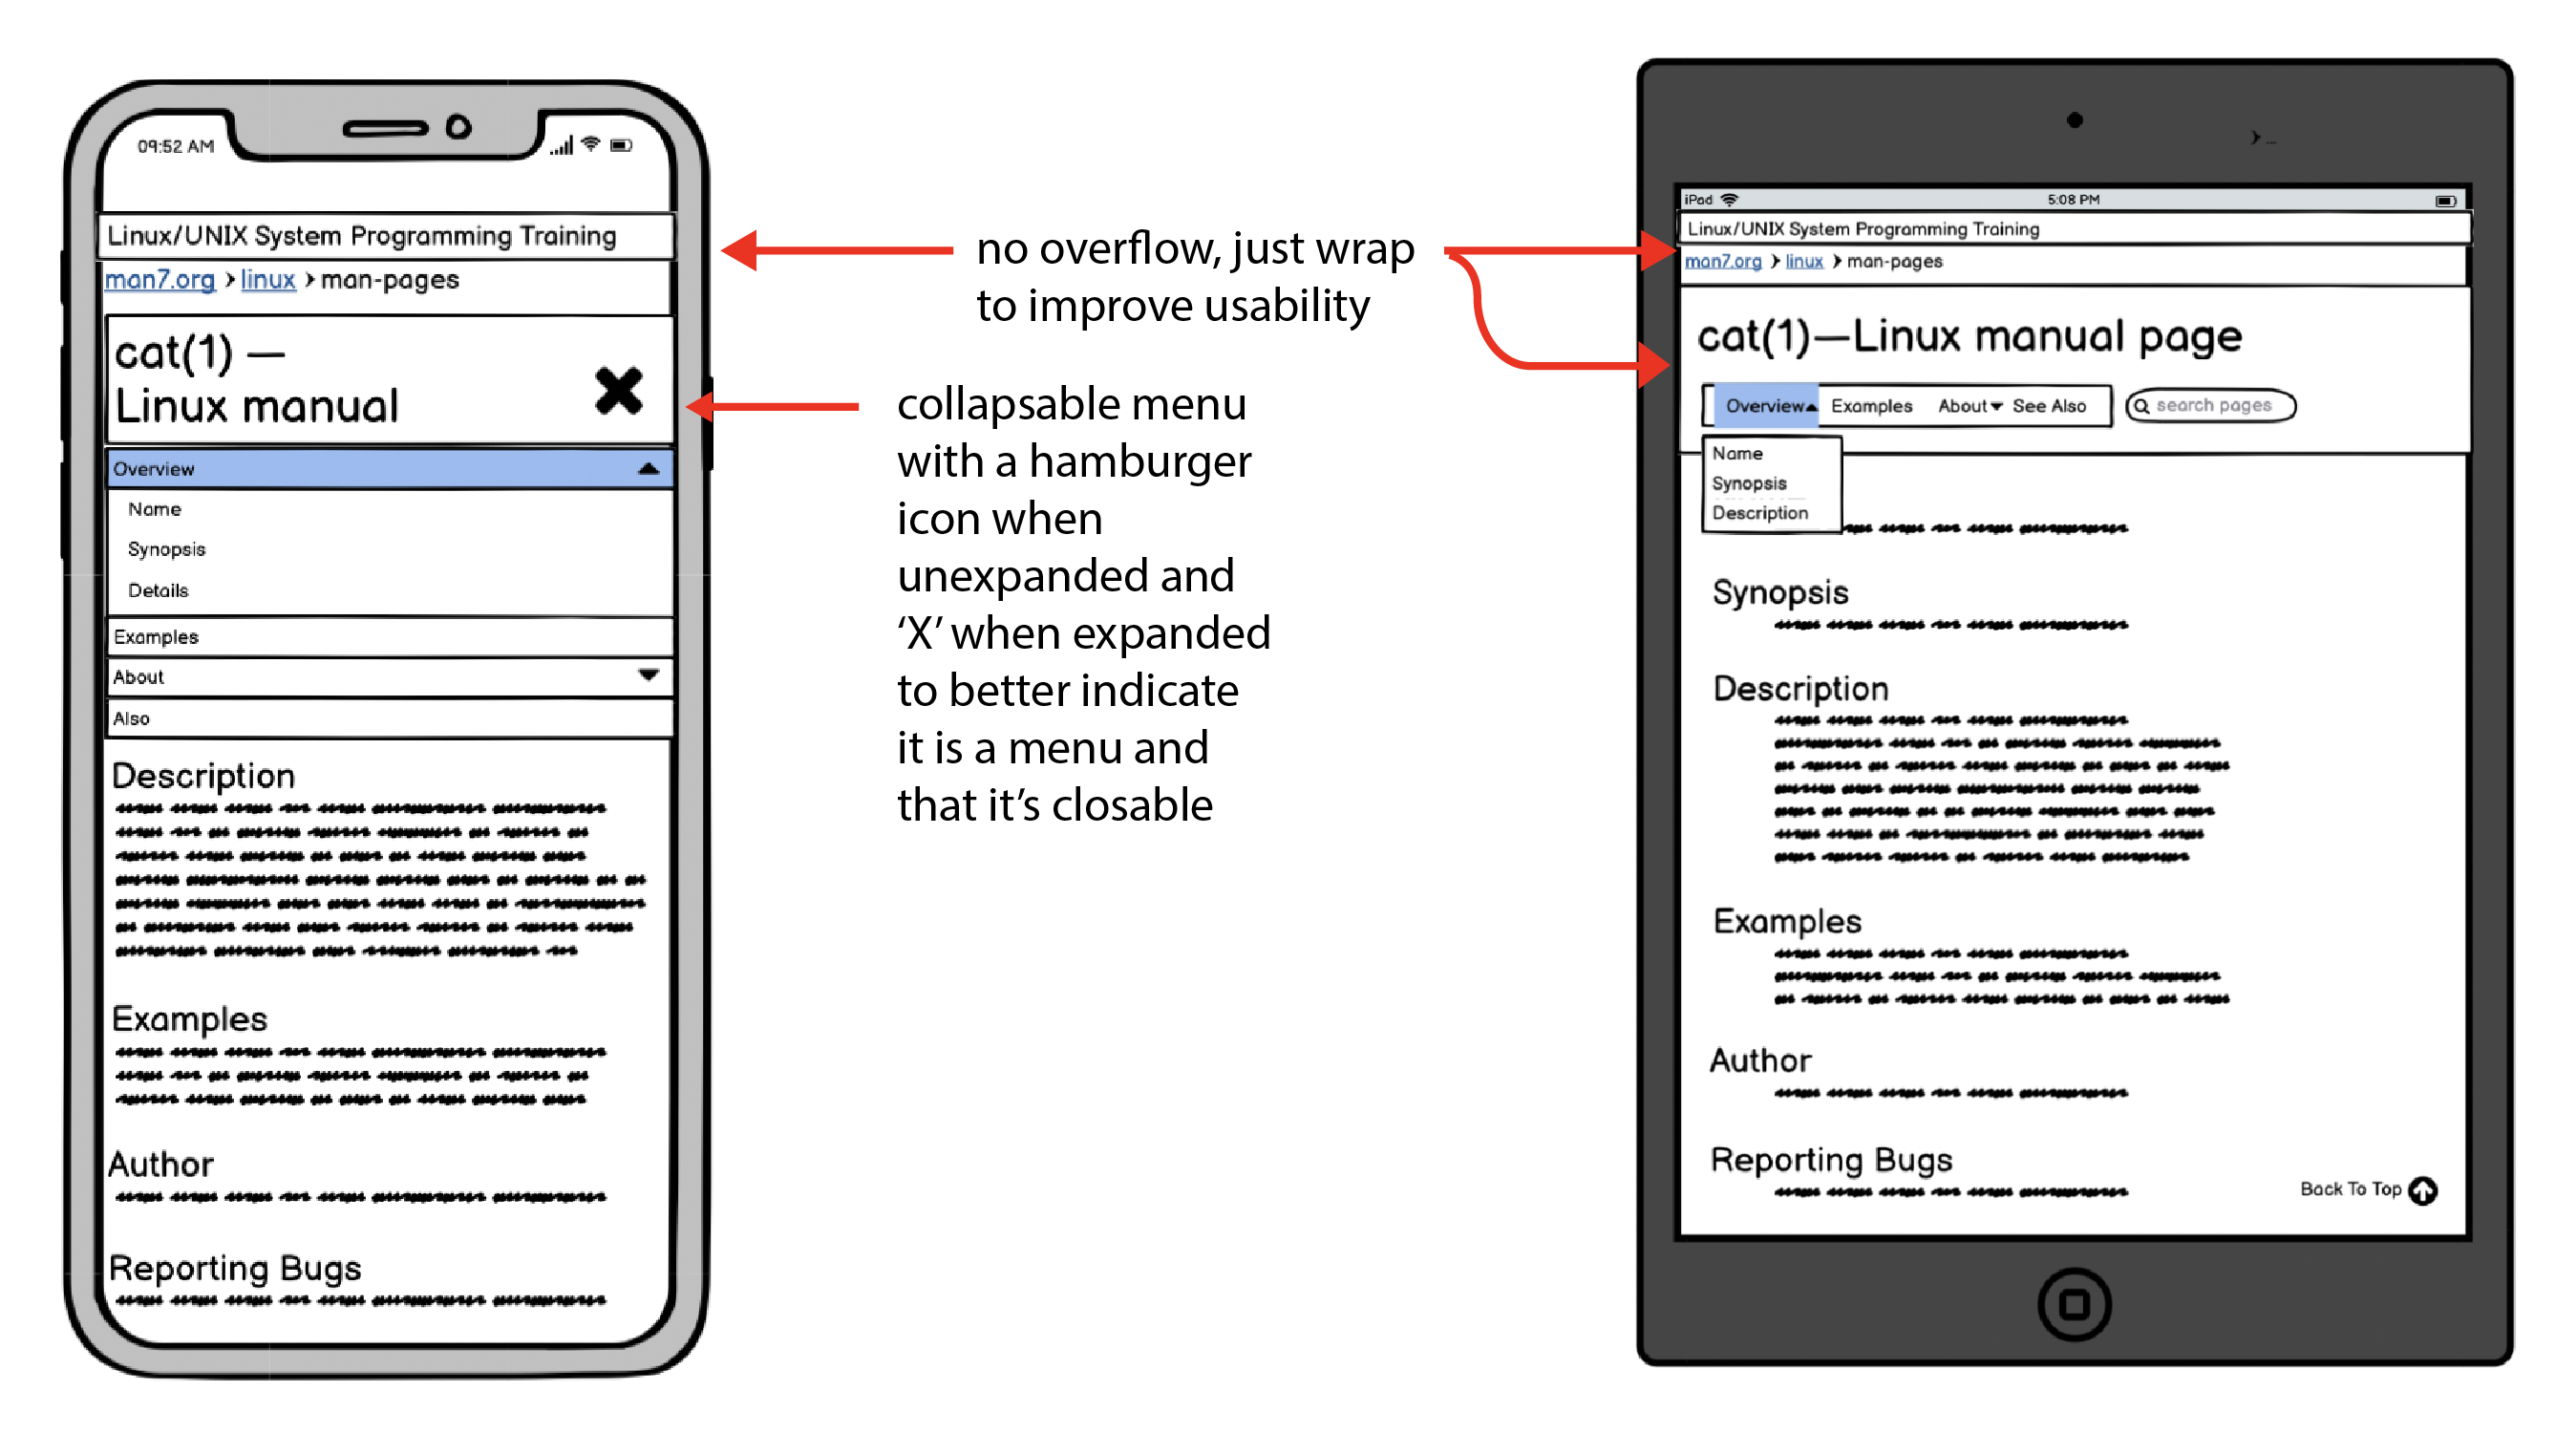 09:52 AM
Linux/UNIX System Programming Training
man7.org > linux > man-pages
cat(1) —
Linux manual
Overview
Name
Synopsis
Details
Examples
About
Also
Description
Examples
Author
Reporting Bugs
no overflow, just wrap
to improve usability
collapsable menu
with a hamburger
icon when
unexpanded and
‘X’ when expanded
to better indicate
it is a menu and
that it’s closable
iPad 5:08 PM
Linux/UNIX System Programming Training
man7.org > linux > man-pages
cat(1)—Linux manual page
Overview Examples About See Also search pages
Name
Synopsis
Description
Synopsis
Description
Examples
Author
Reporting Bugs
Back To Top